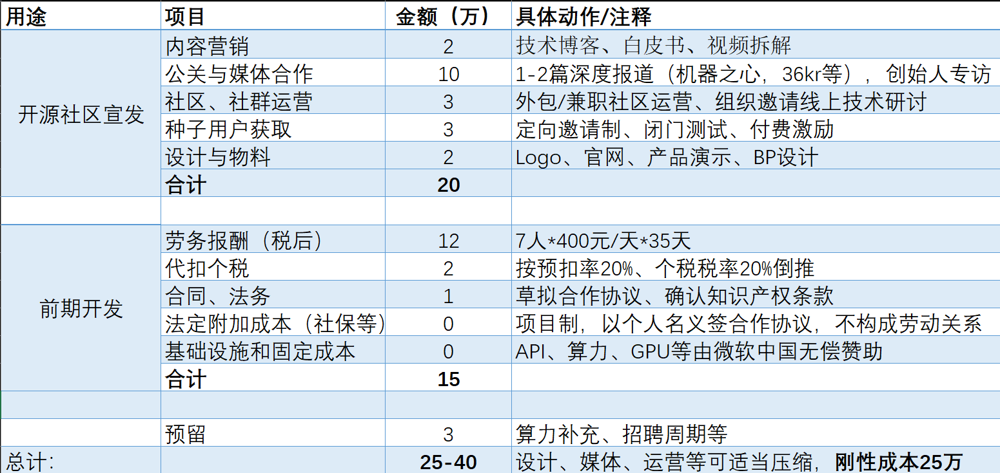 用途 项目 金额（万） 具体动作/注释
开源社区宣发
内容营销 2 技术博客、白皮书、视频拆解
公关与媒体合作 10 1-2篇深度报道（机器之心，36kr等），创始人专访
社区、社群运营 3 外包/兼职社区运营、组织邀请线上技术研讨
种子用户获取 3 定向邀请制、闭门测试、付费激励
设计与物料 2 Logo、官网、产品演示、BP设计
合计 20
前期开发
劳务报酬（税后） 12 7人*400元/天*35天
代扣个税 2 按预扣率20%、个税税率20%倒推
合同、法务 1 草拟合作协议、确认知识产权条款
法定附加成本（社保等） 0 项目制，以个人名义签合作协议，不构成劳动关系
基础设施和固定成本 0 API、算力、GPU等由微软中国无偿赞助
合计 15
预留 3 算力补充、招聘周期等
总计： 25-40 设计、媒体、运营等可适当压缩，刚性成本25万